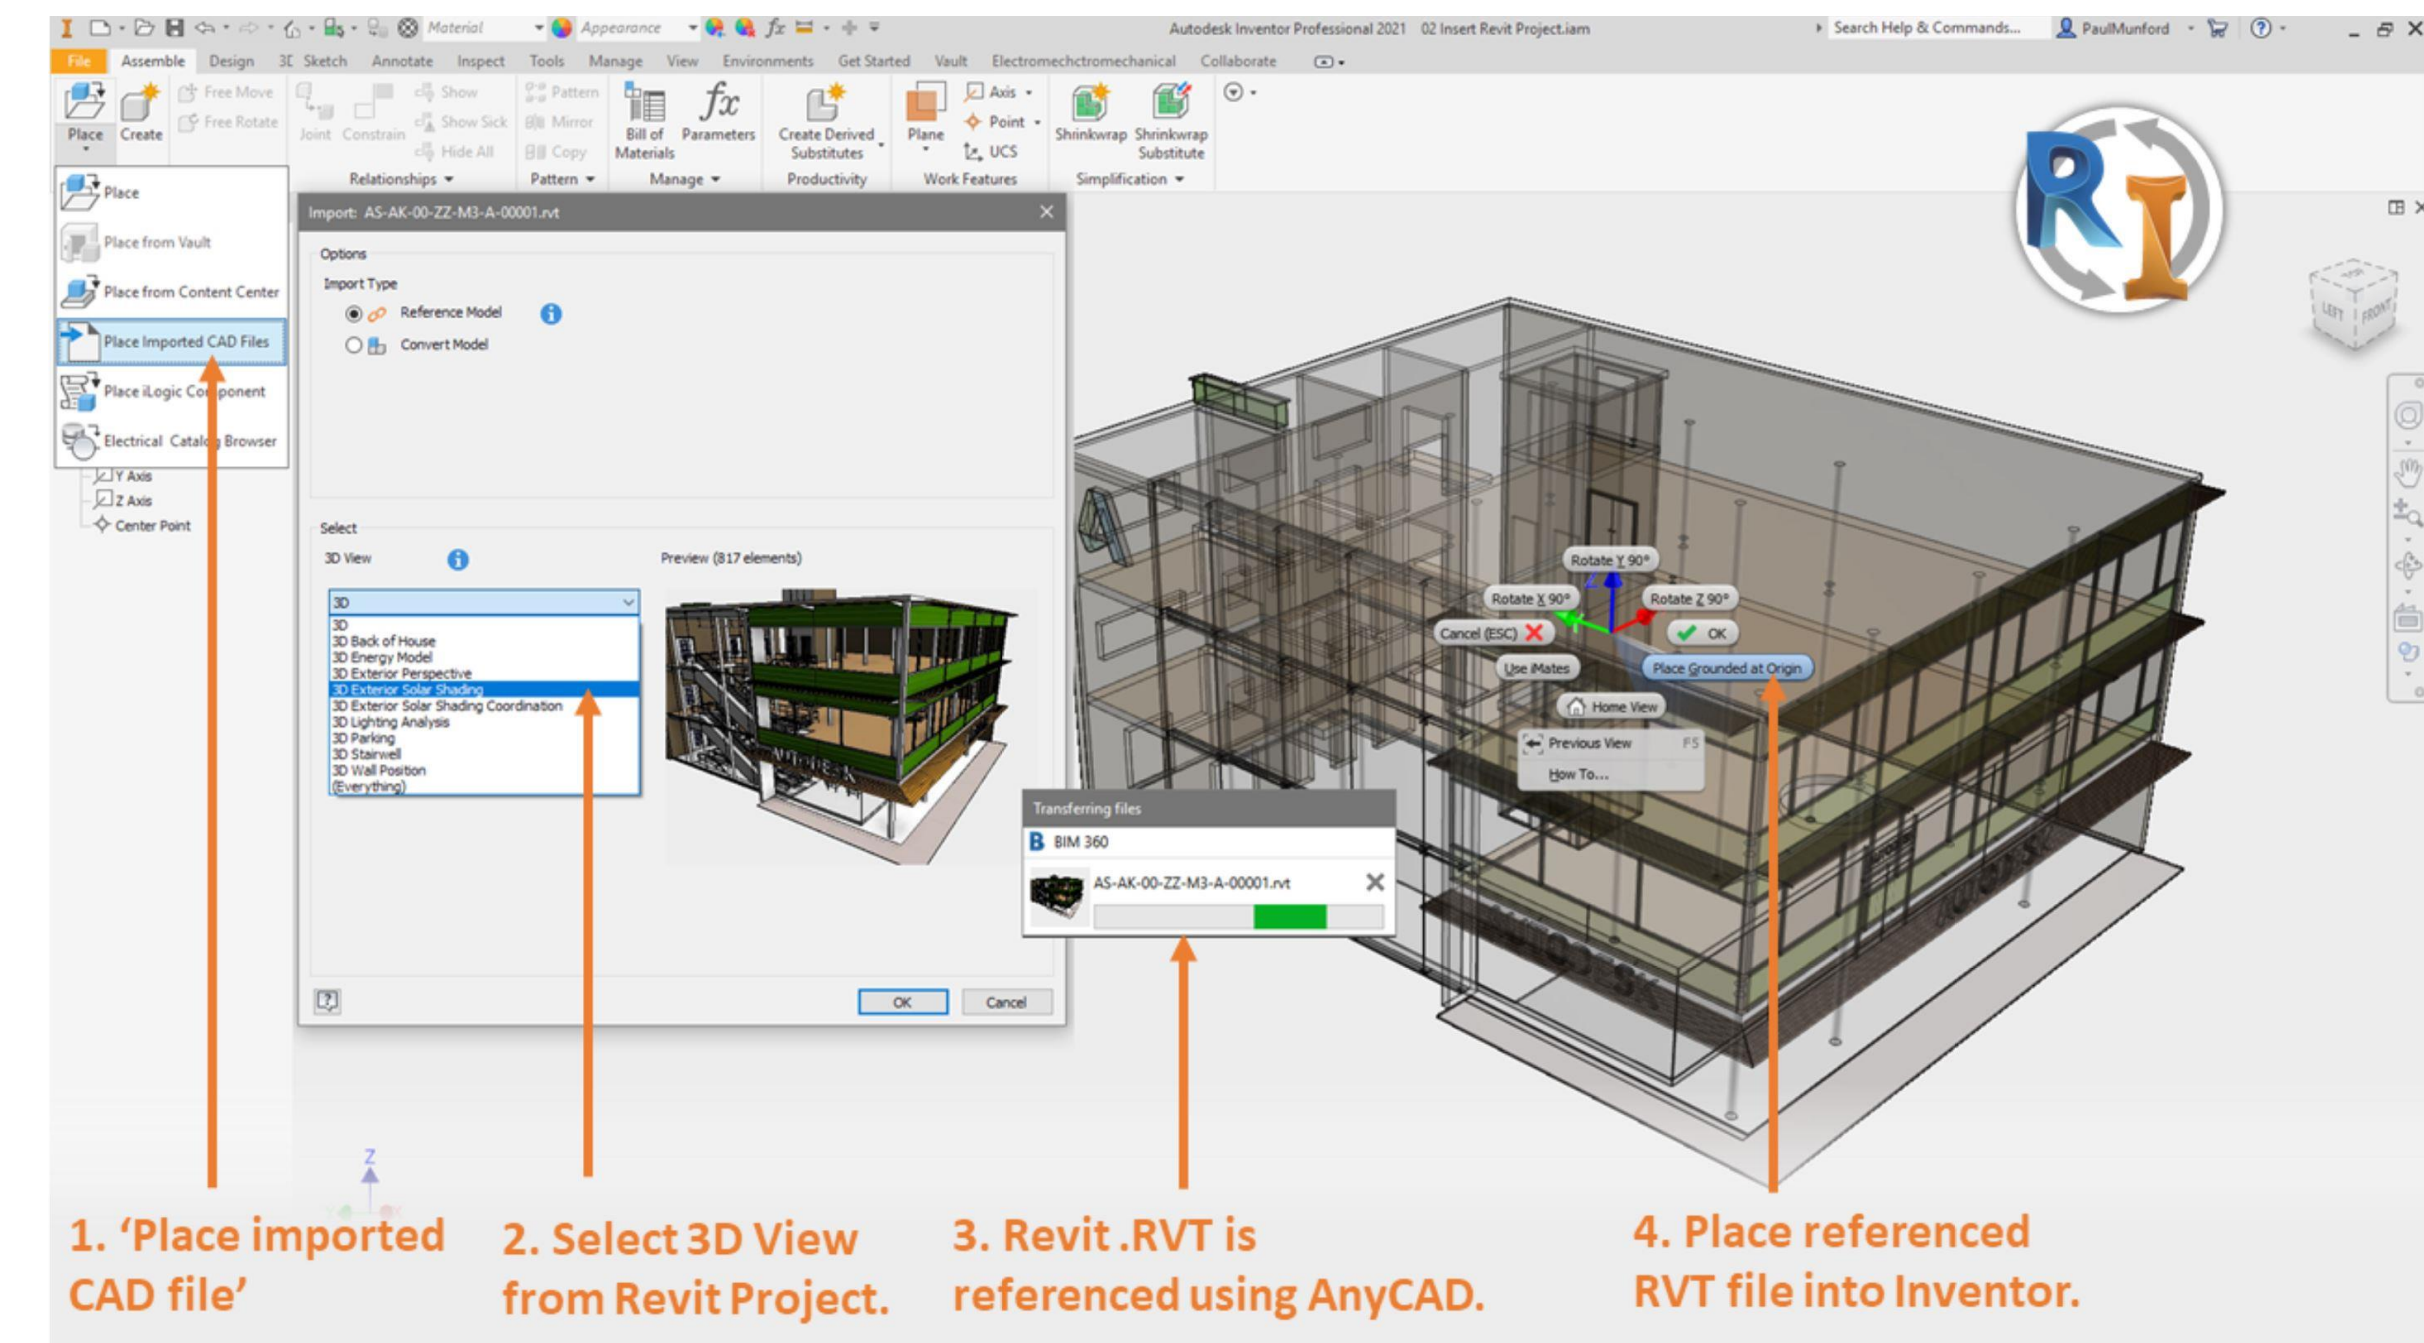 Material
Appearance
Autodesk Inventor Professional 2021 02 Insert Revit Project.iam
Search Help & Commands...
PaulMunford
File Assemble Design 3D Sketch Annotate Inspect Tools Manage View Environments Get Started Vault Electromechctromechanical Collaborate
Place
Create
Free Move
Free Rotate
Joint
Constrain
Show
Show Sick
Hide All
Relationships
Pattern
Mirror
Copy
Pattern
Bill of
Materials
fx
Parameters
Manage
Create Derived
Substitutes
Productivity
Plane
Axis
Point
UCS
Work Features
Shrinkwrap
Shrinkwrap
Substitute
Simplification
Place
Place from Vault
Place from Content Center
Place Imported CAD Files
Place iLogic Component
Electrical Catalog Browser
Y Axis
Z Axis
Center Point
Import: AS-AK-00-ZZ-M3-A-00001.rvt
Options
Import Type
Reference Model
Convert Model
Select
3D View
Preview (817 elements)
3D
3D
3D Back of House
3D Energy Model
3D Exterior Perspective
3D Exterior Solar Shading
3D Exterior Solar Shading Coordination
3D Lighting Analysis
3D Parking
3D Stairwell
3D Wall Position
(Everything)
AUTODESK
OK
Cancel
Transferring files
BIM 360
AS-AK-00-ZZ-M3-A-00001.rvt
RI
TOP
LEFT
FRONT
Rotate Y 90°
Rotate X 90°
Rotate Z 90°
Z
Cancel (ESC)
OK
Use iMates
Place Grounded at Origin
Home View
Previous View F5
How To...
AUTODESK
AUTODESK
Z
1. ‘Place imported
CAD file’
2. Select 3D View
from Revit Project.
3. Revit .RVT is
referenced using AnyCAD.
4. Place referenced
RVT file into Inventor.